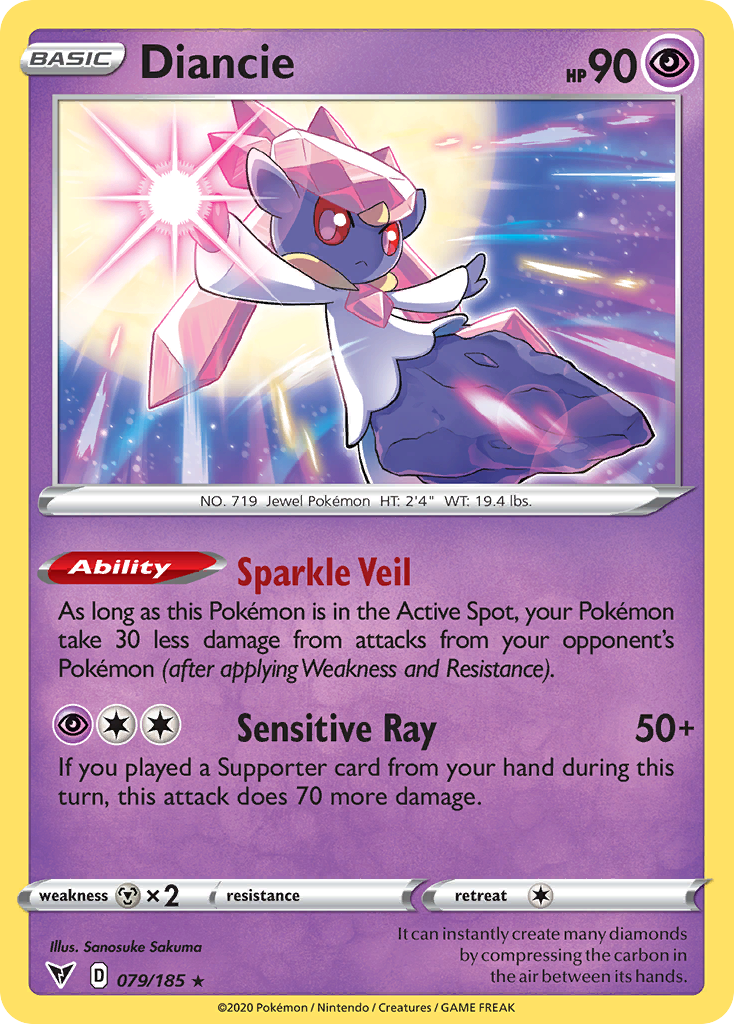 BASIC Diancie HP 90
NO. 719 Jewel Pokémon HT: 2'4" WT: 19.4 lbs.
Ability Sparkle Veil
As long as this Pokémon is in the Active Spot, your Pokémon
take 30 less damage from attacks from your opponent's
Pokémon (after applying Weakness and Resistance).
Sensitive Ray 50+
If you played a Supporter card from your hand during this
turn, this attack does 70 more damage.
weakness ×2 resistance retreat
Illus. Sanosuke Sakuma
D 079/185 ★
It can instantly create many diamonds
by compressing the carbon in
the air between its hands.
©2020 Pokémon / Nintendo / Creatures / GAME FREAK